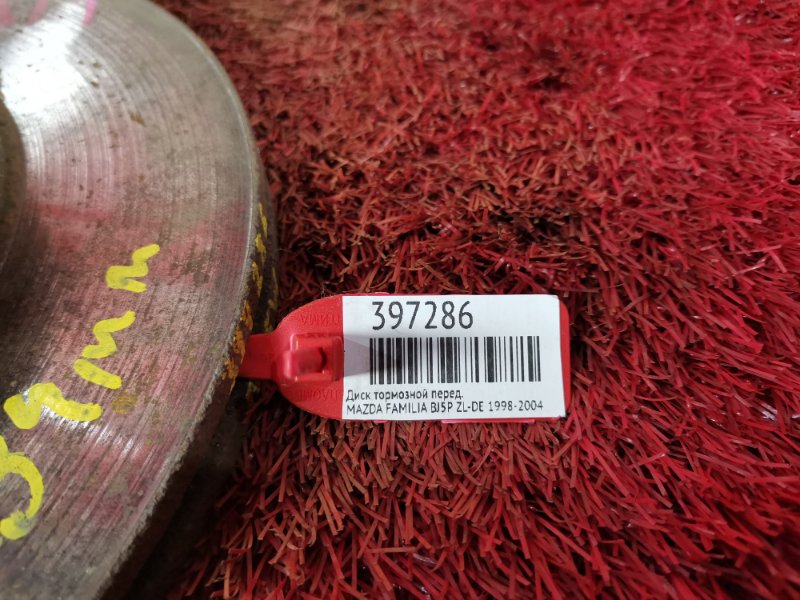 397286
Диск тормозной перед.
MAZDA FAMILIA BJ5P ZL-DE 1998-2004